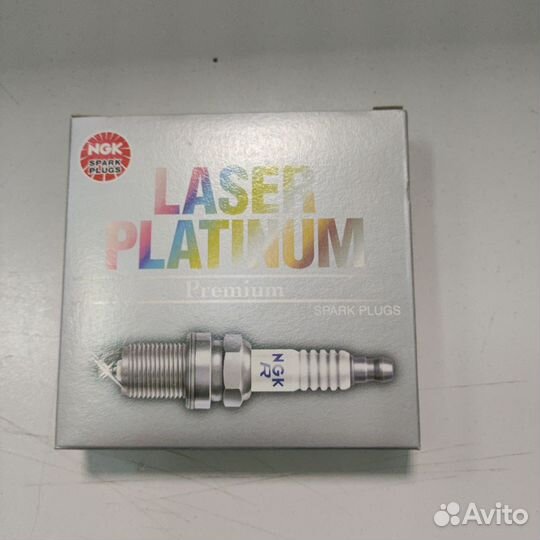 NGK
SPARK
PLUGS
LASER
PLATINUM
Premium
SPARK PLUGS
NGK
R
Avito